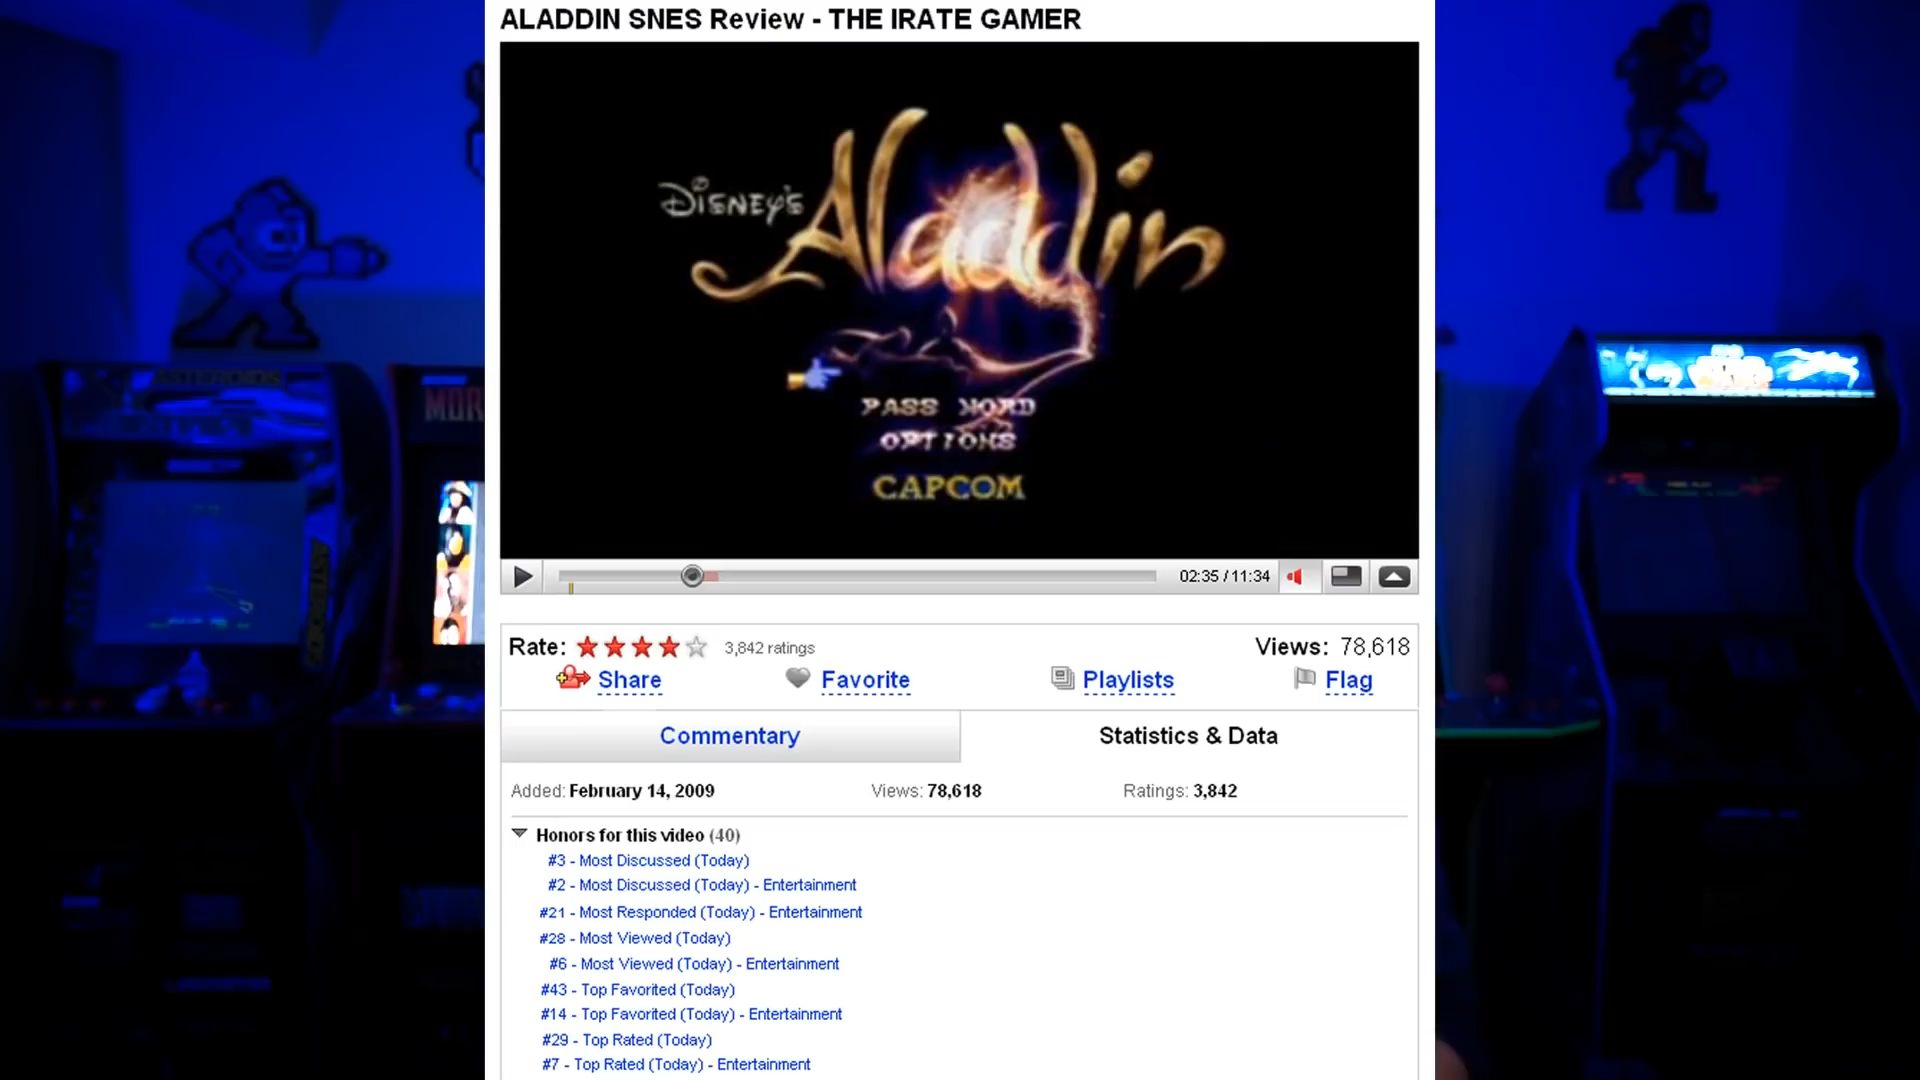 ALADDIN SNES Review - THE IRATE GAMER
DISNEY'S Aladdin
PASS WORD
OPTIONS
CAPCOM
02:35 / 11:34
Rate: 3,842 ratings Views: 78,618
Share Favorite Playlists Flag
Commentary Statistics & Data
Added: February 14, 2009 Views: 78,618 Ratings: 3,842
Honors for this video (40)
#3 - Most Discussed (Today)
#2 - Most Discussed (Today) - Entertainment
#21 - Most Responded (Today) - Entertainment
#28 - Most Viewed (Today)
#6 - Most Viewed (Today) - Entertainment
#43 - Top Favorited (Today)
#14 - Top Favorited (Today) - Entertainment
#29 - Top Rated (Today)
#7 - Top Rated (Today) - Entertainment
ASTEROIDS
MOR